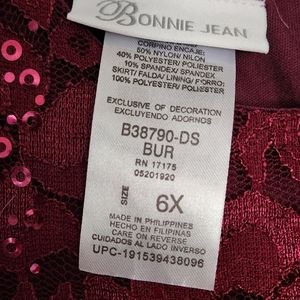 BONNIE JEAN
CORPIÑO ENCAJE:
50% NYLON/NILON
40% POLYESTER/ POLIESTER
10% SPANDEX/ SPANDEX
SKIRT/ FALDA/ LINING/ FORRO:
100% POLYESTER/ POLIESTER
EXCLUSIVE OF DECORATION
EXCLUYENDO ADORNOS
B38790-DS
BUR
RN 17175
05201920
SIZE
6X
MADE IN PHILIPPINES
HECHO EN FILIPINAS
CARE ON REVERSE
CUIDADOS AL LADO INVERSO
UPC-191539438096